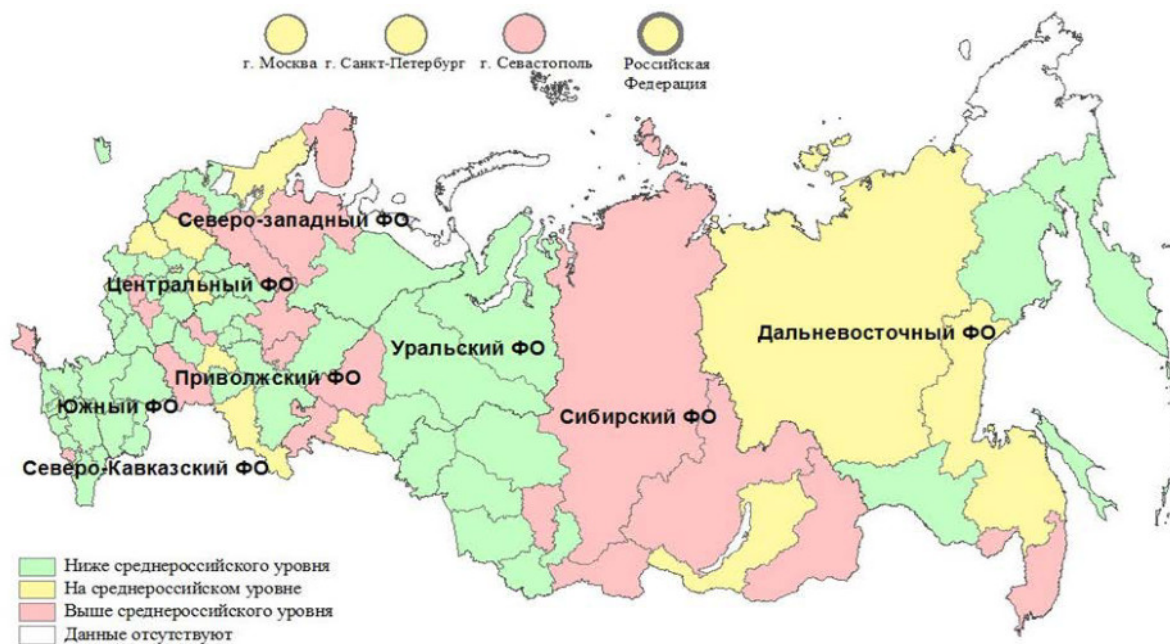 г. Москва
г. Санкт-Петербург
г. Севастополь
Российская
Федерация
Северо-западный ФО
Центральный ФО
Дальневосточный ФО
Уральский ФО
Приволжский ФО
Южный ФО
Сибирский ФО
Северо-Кавказский ФО
Ниже среднероссийского уровня
На среднероссийском уровне
Выше среднероссийского уровня
Данные отсутствуют